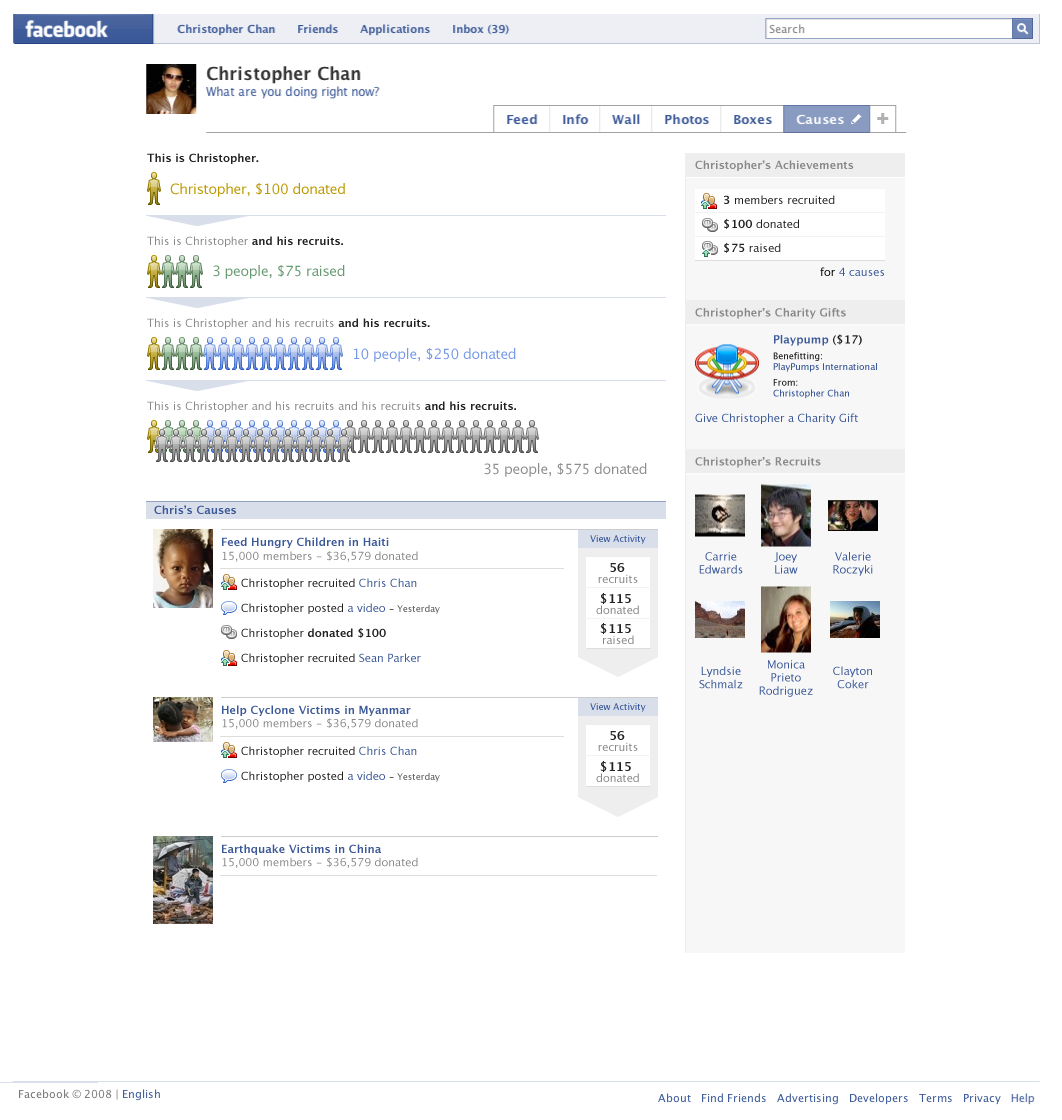 facebook
Christopher Chan Friends Applications Inbox (39) Search
Christopher Chan
What are you doing right now?
Feed Info Wall Photos Boxes Causes +
This is Christopher.
Christopher, $100 donated
This is Christopher and his recruits.
3 people, $75 raised
This is Christopher and his recruits and his recruits.
10 people, $250 donated
This is Christopher and his recruits and his recruits and his recruits.
35 people, $575 donated
Chris's Causes
Feed Hungry Children in Haiti
15,000 members – $36,579 donated
Christopher recruited Chris Chan
Christopher posted a video – Yesterday
Christopher donated $100
Christopher recruited Sean Parker
View Activity
56
recruits
$115
donated
$115
raised
Help Cyclone Victims in Myanmar
15,000 members – $36,579 donated
Christopher recruited Chris Chan
Christopher posted a video – Yesterday
View Activity
56
recruits
$115
donated
Earthquake Victims in China
15,000 members – $36,579 donated
Christopher's Achievements
3 members recruited
$100 donated
$75 raised
for 4 causes
Christopher's Charity Gifts
Playpump ($17)
Benefitting:
PlayPumps International
From:
Christopher Chan
Give Christopher a Charity Gift
Christopher's Recruits
Carrie
Edwards
Joey
Liaw
Valerie
Roczyki
Lyndsie
Schmalz
Monica
Prieto
Rodriguez
Clayton
Coker
Facebook © 2008 | English
About Find Friends Advertising Developers Terms Privacy Help